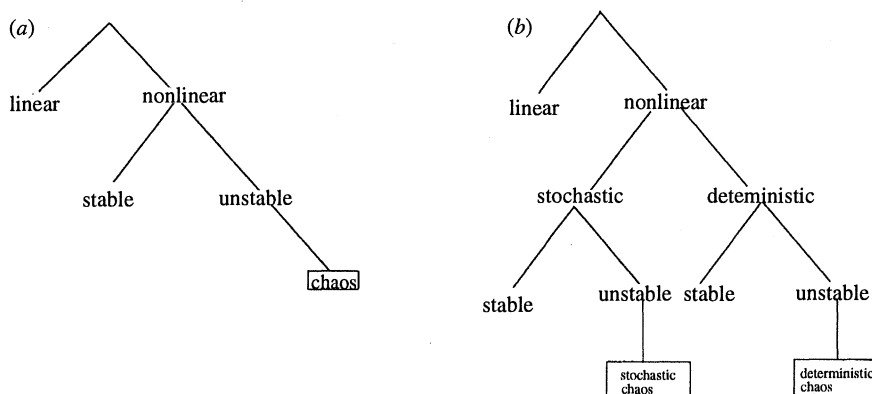 (a)
linear
nonlinear
stable
unstable
chaos
(b)
linear
nonlinear
stochastic
deteministic
stable
unstable
stable
unstable
stochastic
chaos
deterministic
chaos